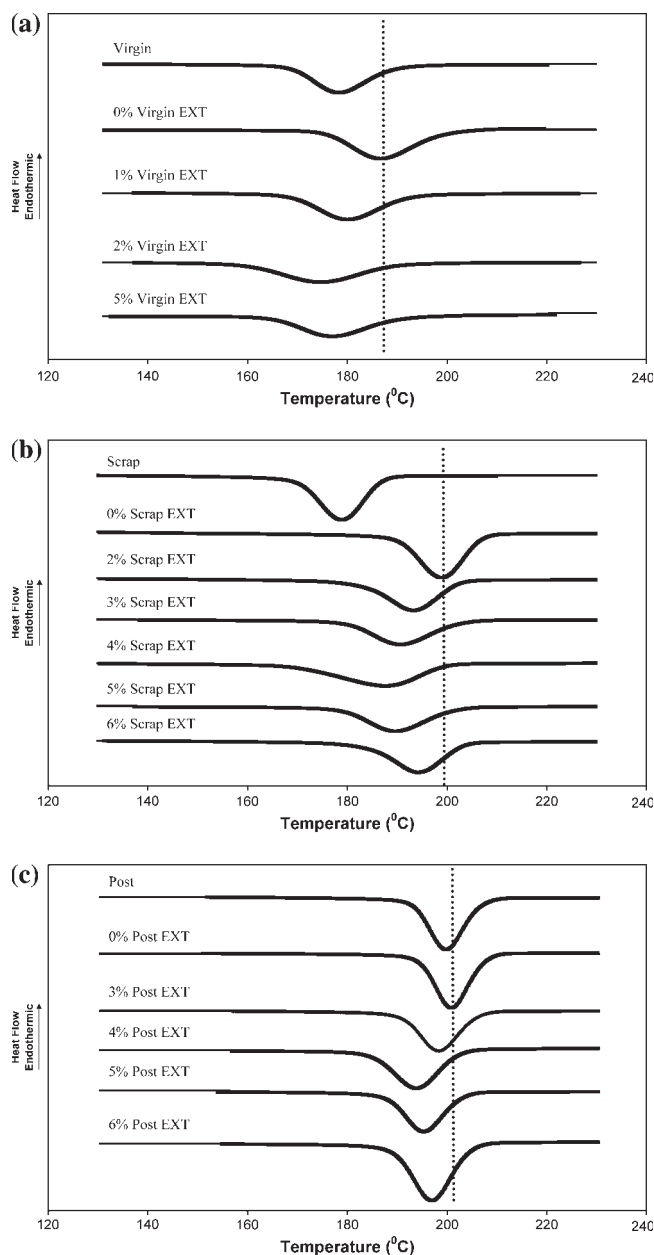 (a)
Virgin
0% Virgin EXT
1% Virgin EXT
2% Virgin EXT
5% Virgin EXT
Heat Flow
Endothermic
120 140 160 180 200 220 240
Temperature (⁰C)
(b)
Scrap
0% Scrap EXT
2% Scrap EXT
3% Scrap EXT
4% Scrap EXT
5% Scrap EXT
6% Scrap EXT
Heat Flow
Endothermic
120 140 160 180 200 220 240
Temperature (⁰C)
(c)
Post
0% Post EXT
3% Post EXT
4% Post EXT
5% Post EXT
6% Post EXT
Heat Flow
Endothermic
120 140 160 180 200 220 240
Temperature (⁰C)